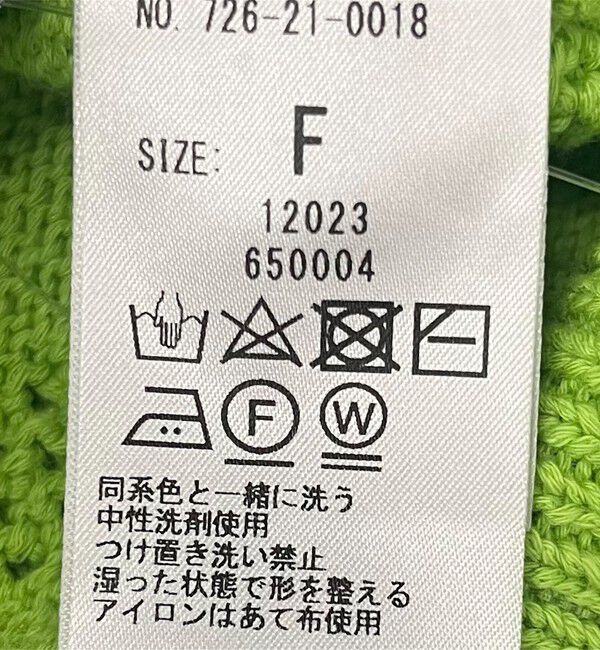 NO. 726-21-0018
SIZE: F
12023
650004
F W
同系色と一緒に洗う
中性洗剤使用
つけ置き洗い禁止
湿った状態で形を整える
アイロンはあて布使用